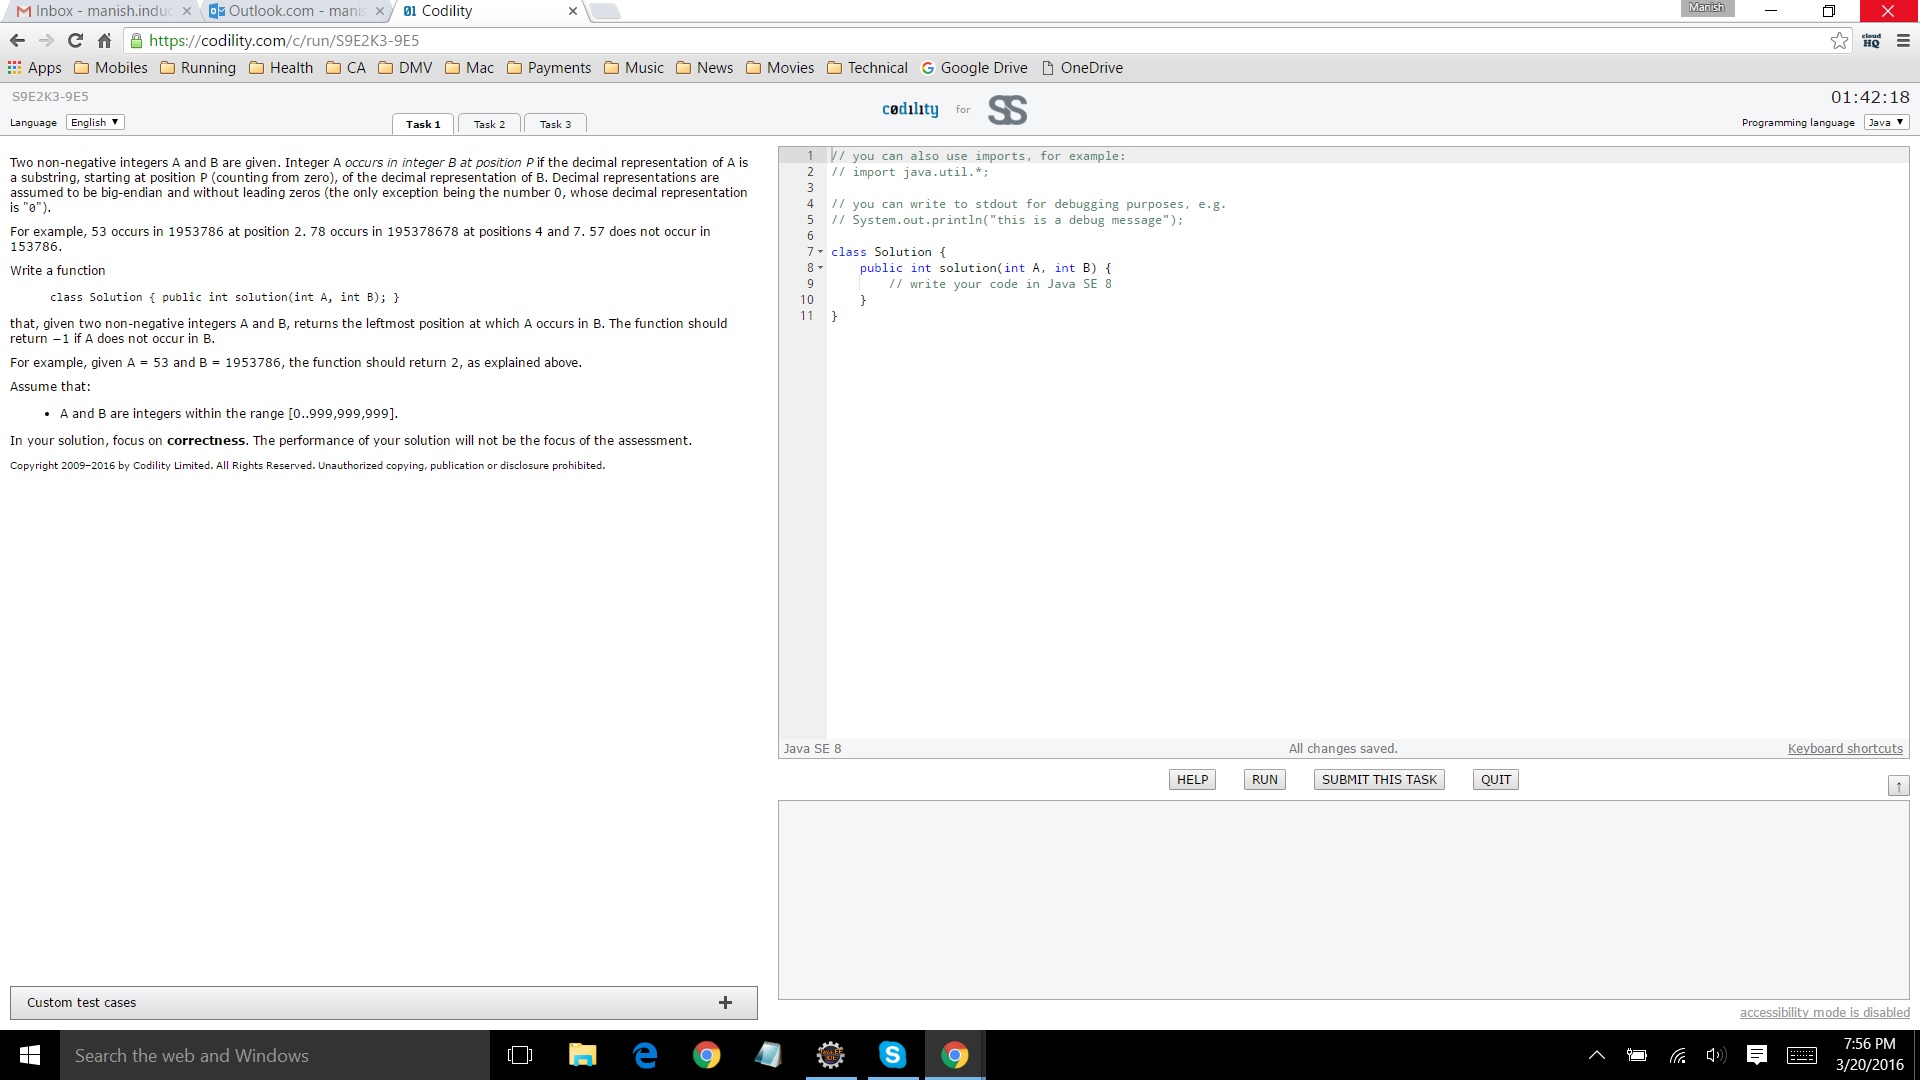 Inbox - manish.induc
Outlook.com - manis
Codility
Manish
https://codility.com/c/run/S9E2K3-9E5
cloud
HQ
Apps Mobiles Running Health CA DMV Mac Payments Music News Movies Technical Google Drive OneDrive
S9E2K3-9E5
codility for SS
01:42:18
Language English
Task 1 Task 2 Task 3
Programming language Java
Two non-negative integers A and B are given. Integer A occurs in integer B at position P if the decimal representation of A is
a substring, starting at position P (counting from zero), of the decimal representation of B. Decimal representations are
assumed to be big-endian and without leading zeros (the only exception being the number 0, whose decimal representation
is "0").
For example, 53 occurs in 1953786 at position 2. 78 occurs in 195378678 at positions 4 and 7. 57 does not occur in
153786.
Write a function
class Solution { public int solution(int A, int B); }
that, given two non-negative integers A and B, returns the leftmost position at which A occurs in B. The function should
return −1 if A does not occur in B.
For example, given A = 53 and B = 1953786, the function should return 2, as explained above.
Assume that:
• A and B are integers within the range [0..999,999,999].
In your solution, focus on correctness. The performance of your solution will not be the focus of the assessment.
Copyright 2009–2016 by Codility Limited. All Rights Reserved. Unauthorized copying, publication or disclosure prohibited.
Custom test cases +
1 // you can also use imports, for example:
2 // import java.util.*;
3
4 // you can write to stdout for debugging purposes, e.g.
5 // System.out.println("this is a debug message");
6
7 class Solution {
8 public int solution(int A, int B) {
9 // write your code in Java SE 8
10 }
11 }
Java SE 8 All changes saved. Keyboard shortcuts
HELP RUN SUBMIT THIS TASK QUIT
accessibility mode is disabled
Search the web and Windows
7:56 PM
3/20/2016